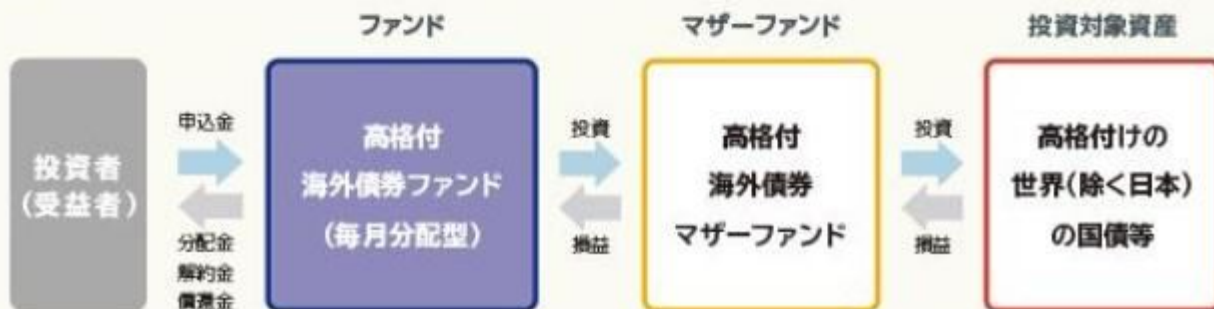 ファンド
マザーファンド
投資対象資産
投資者
(受益者)
申込金
分配金
解約金
償還金
高格付
海外債券ファンド
(毎月分配型)
投資
損益
高格付
海外債券
マザーファンド
投資
損益
高格付けの
世界(除く日本)
の国債等